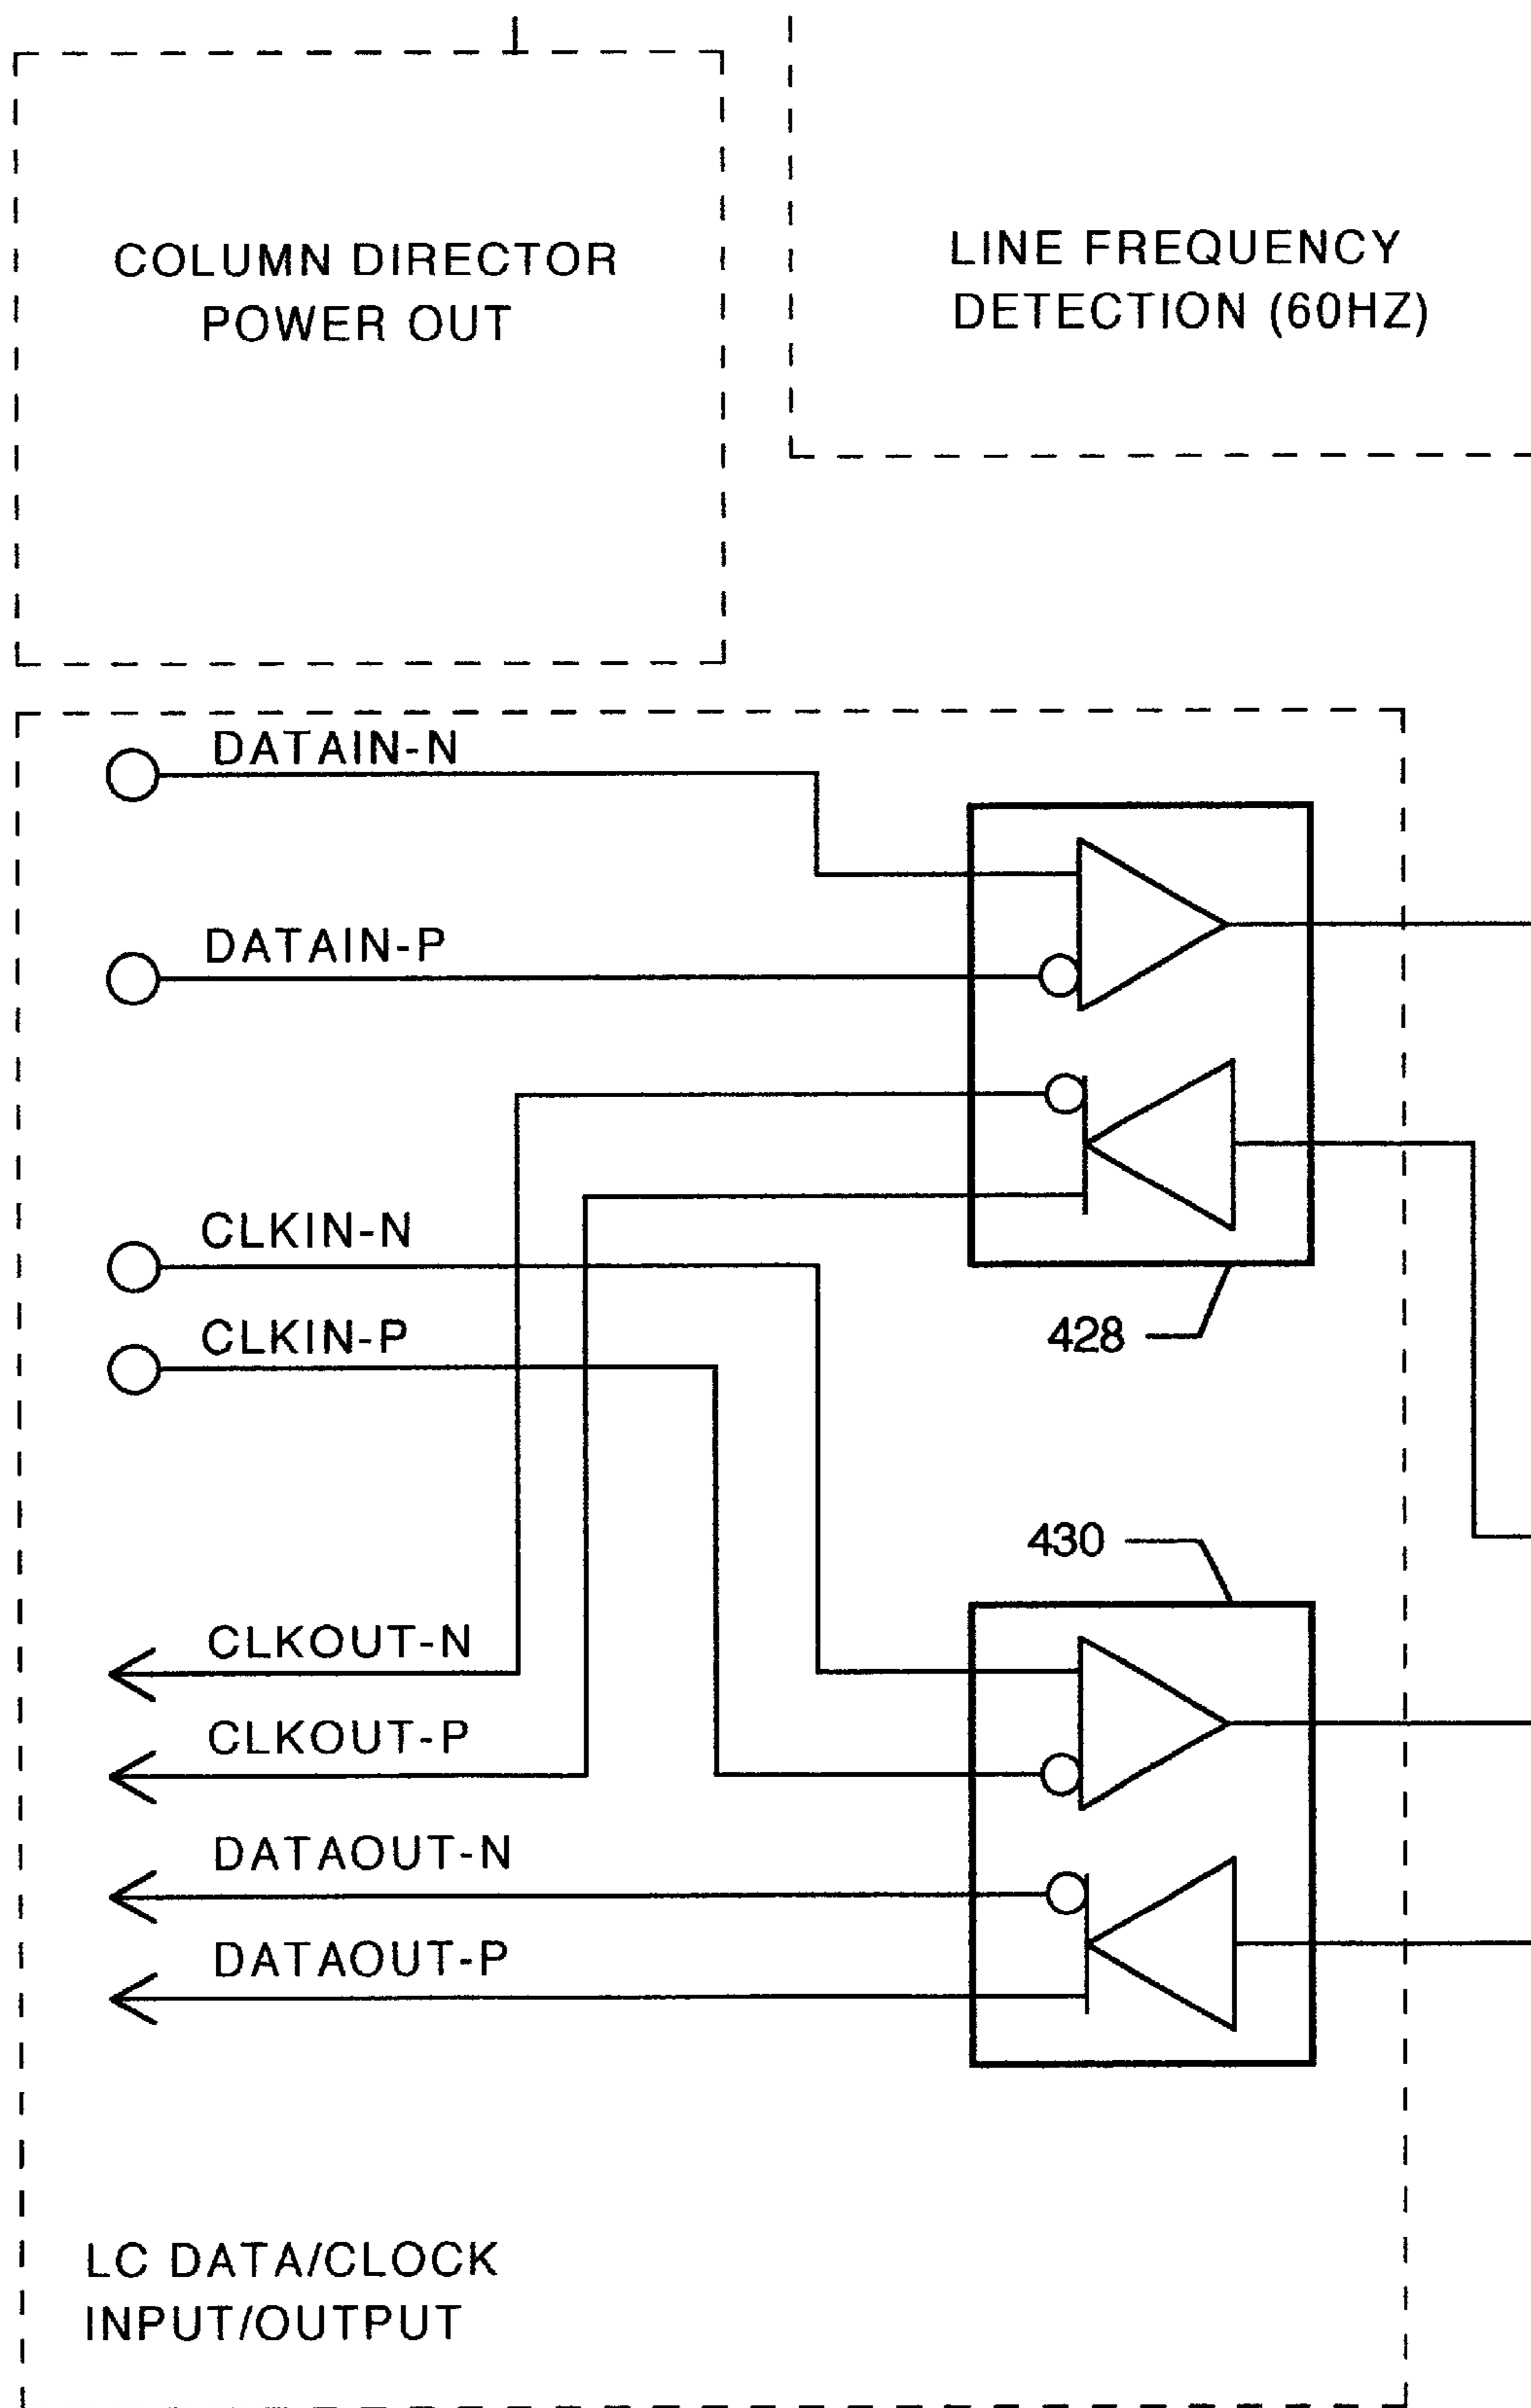 COLUMN DIRECTOR
POWER OUT
LINE FREQUENCY
DETECTION (60HZ)
DATAIN-N
DATAIN-P
CLKIN-N
CLKIN-P
428
430
CLKOUT-N
CLKOUT-P
DATAOUT-N
DATAOUT-P
LC DATA/CLOCK
INPUT/OUTPUT